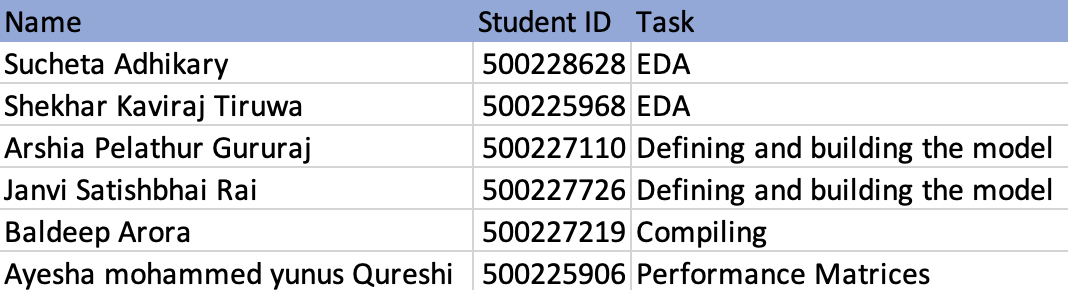 Name Student ID Task
Sucheta Adhikary 500228628 EDA
Shekhar Kaviraj Tiruwa 500225968 EDA
Arshia Pelathur Gururaj 500227110 Defining and building the model
Janvi Satishbhai Rai 500227726 Defining and building the model
Baldeep Arora 500227219 Compiling
Ayesha mohammed yunus Qureshi 500225906 Performance Matrices